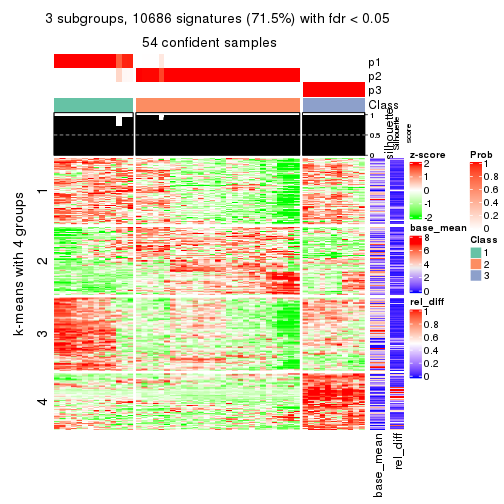 3 subgroups, 10686 signatures (71.5%) with fdr < 0.05
54 confident samples
p1
p2
p3
Class
1
0.5
0
silhouette
Silhouette
score
k-means with 4 groups
1
2
3
4
base_mean
rel_diff
z-score
2
1
0
-1
-2
base_mean
8
6
4
2
0
rel_diff
1
0.8
0.6
0.4
0.2
0
Prob
1
0.8
0.6
0.4
0.2
0
Class
1
2
3